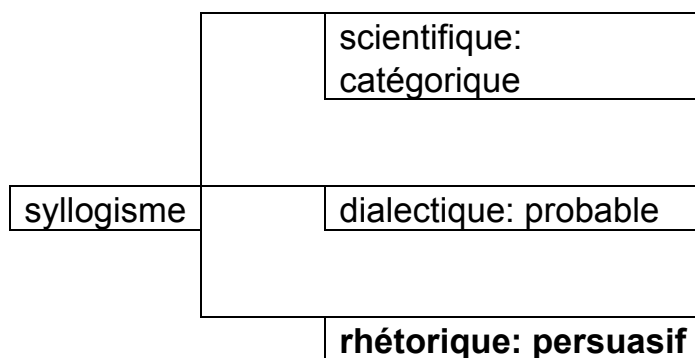 scientifique:
catégorique
syllogisme
dialectique: probable
rhétorique: persuasif